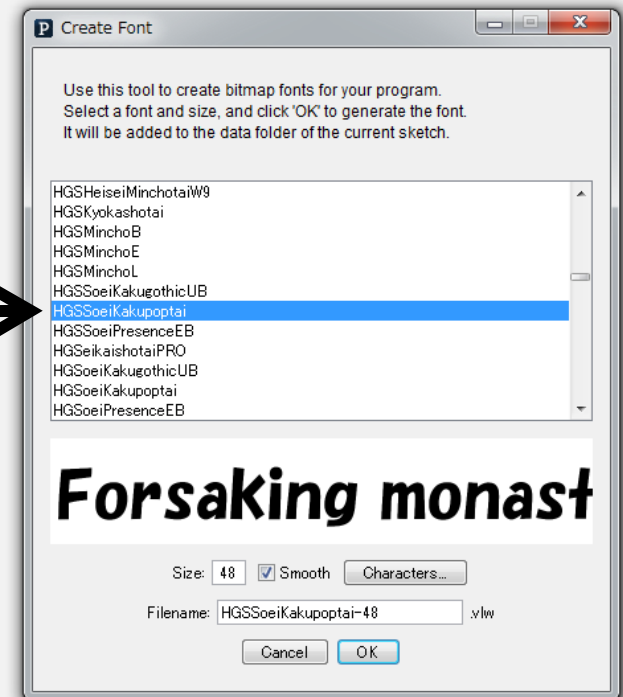 P Create Font
Use this tool to create bitmap fonts for your program.
Select a font and size, and click 'OK' to generate the font.
It will be added to the data folder of the current sketch.
HGSHeiseiMinchotaiW9
HGSKyokashotai
HGSMinchoB
HGSMinchoE
HGSMinchoL
HGSSoeiKakugothicUB
HGSSoeiKakupoptai
HGSSoeiPresenceEB
HGSeikaishotaiPRO
HGSoeiKakugothicUB
HGSoeiKakupoptai
HGSoeiPresenceEB
Forsaking monast
Size: 48 Smooth Characters...
Filename: HGSSoeiKakupoptai-48 .vlw
Cancel OK